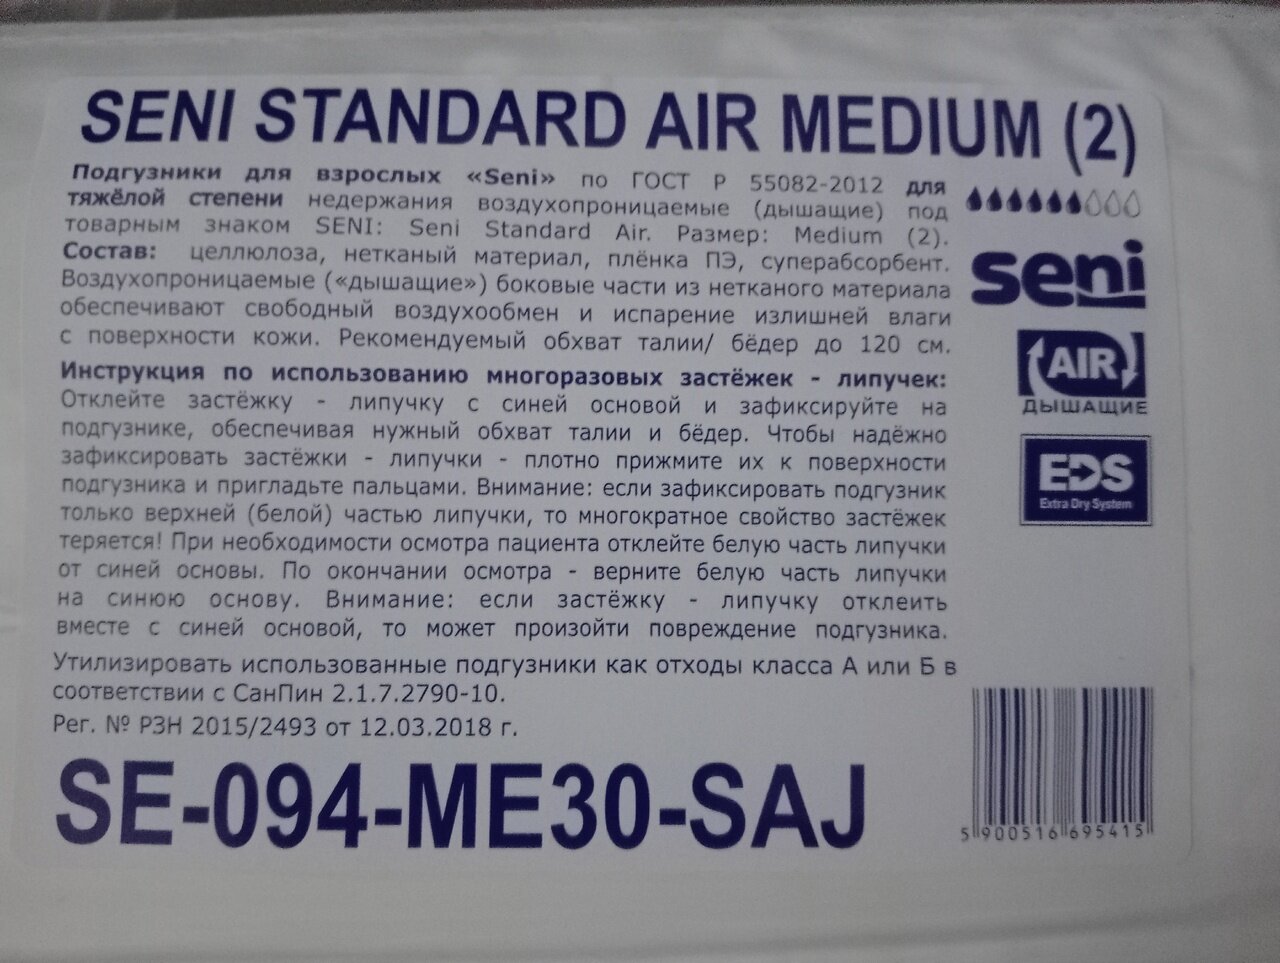 SENI STANDARD AIR MEDIUM (2)
Подгузники для взрослых «Seni» по ГОСТ Р 55082-2012 для
тяжёлой степени недержания воздухопроницаемые (дышащие) под
товарным знаком SENI: Seni Standard Air. Размер: Medium (2).
Состав: целлюлоза, нетканый материал, плёнка ПЭ, суперабсорбент.
Воздухопроницаемые («дышащие») боковые части из нетканого материала
обеспечивают свободный воздухообмен и испарение излишней влаги
с поверхности кожи. Рекомендуемый обхват талии/ бёдер до 120 см.
Инструкция по использованию многоразовых застёжек - липучек:
Отклейте застёжку - липучку с синей основой и зафиксируйте на
подгузнике, обеспечивая нужный обхват талии и бёдер. Чтобы надёжно
зафиксировать застёжки - липучки - плотно прижмите их к поверхности
подгузника и пригладьте пальцами. Внимание: если зафиксировать подгузник
только верхней (белой) частью липучки, то многократное свойство застёжек
теряется! При необходимости осмотра пациента отклейте белую часть липучки
от синей основы. По окончании осмотра - верните белую часть липучки
на синюю основу. Внимание: если застёжку - липучку отклеить
вместе с синей основой, то может произойти повреждение подгузника.
Утилизировать использованные подгузники как отходы класса А или Б в
соответствии с СанПин 2.1.7.2790-10.
Рег. № РЗН 2015/2493 от 12.03.2018 г.
SE-094-ME30-SAJ
seni
AIR
ДЫШАЩИЕ
EDS
Extra Dry System
5 900516 695415